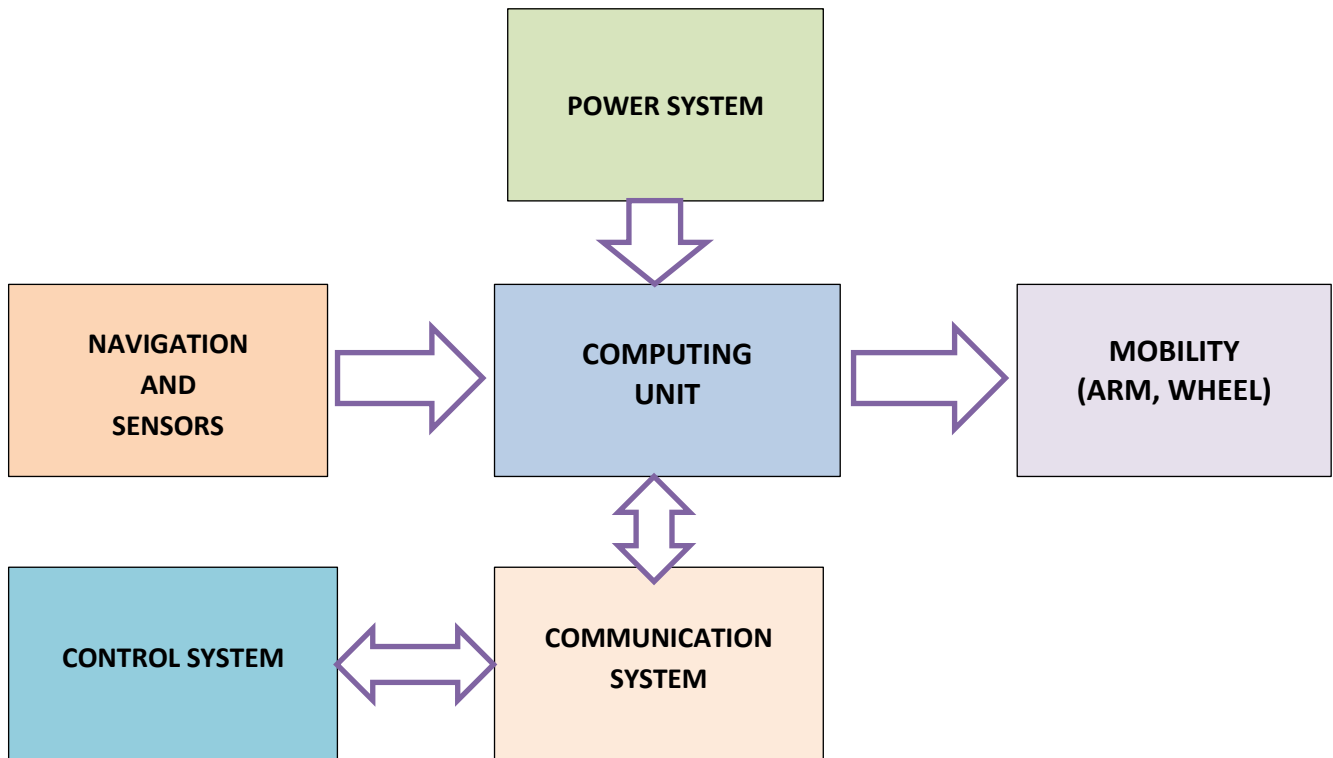 POWER SYSTEM
NAVIGATION
AND
SENSORS
COMPUTING
UNIT
MOBILITY
(ARM, WHEEL)
CONTROL SYSTEM
COMMUNICATION
SYSTEM